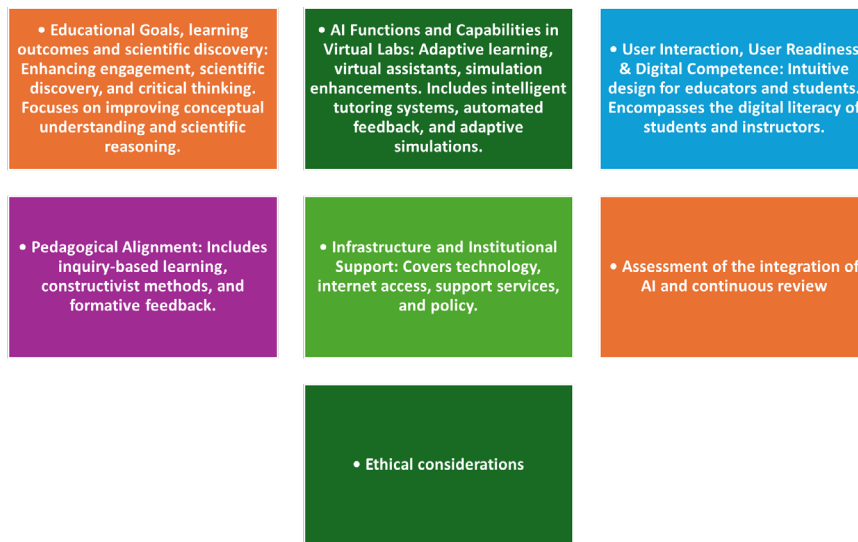 • Educational Goals, learning
outcomes and scientific discovery:
Enhancing engagement, scientific
discovery, and critical thinking.
Focuses on improving conceptual
understanding and scientific
reasoning.
• AI Functions and Capabilities in
Virtual Labs: Adaptive learning,
virtual assistants, simulation
enhancements. Includes intelligent
tutoring systems, automated
feedback, and adaptive
simulations.
• User Interaction, User Readiness
& Digital Competence: Intuitive
design for educators and students.
Encompasses the digital literacy of
students and instructors.
• Pedagogical Alignment: Includes
inquiry-based learning,
constructivist methods, and
formative feedback.
• Infrastructure and Institutional
Support: Covers technology,
internet access, support services,
and policy.
• Assessment of the integration of
AI and continuous review
• Ethical considerations